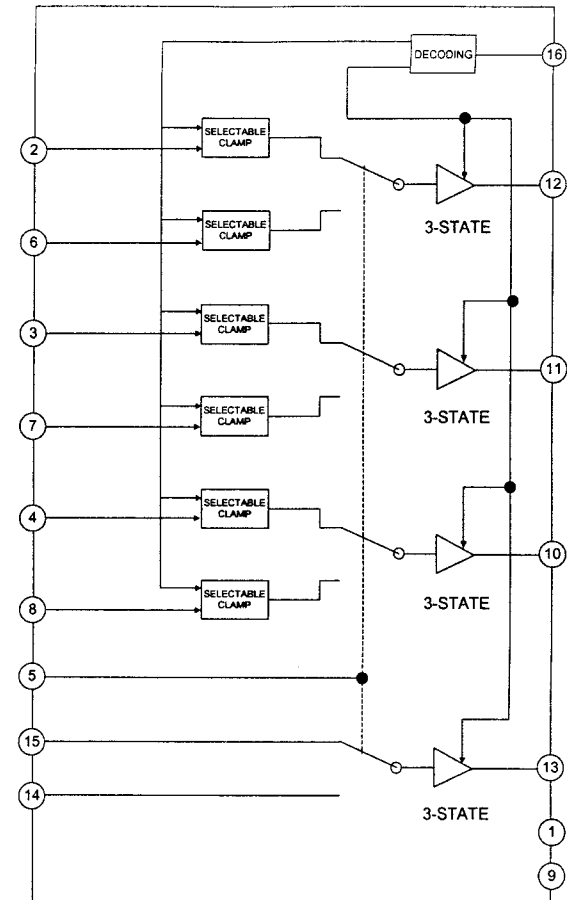 DECODING
16
SELECTABLE
CLAMP
2
12
3-STATE
SELECTABLE
CLAMP
6
SELECTABLE
CLAMP
3
11
3-STATE
SELECTABLE
CLAMP
7
SELECTABLE
CLAMP
4
10
3-STATE
SELECTABLE
CLAMP
8
5
15
13
14
3-STATE
1
9